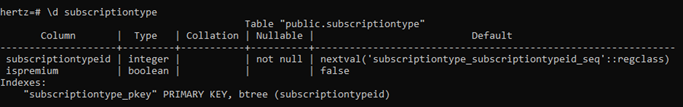 hertz=# \d subscriptiontype
Table "public.subscriptiontype"
Column | Type | Collation | Nullable | Default
--------------------+---------+-----------+----------+--------------------------------------------------------------
subscriptiontypeid | integer | | not null | nextval('subscriptiontype_subscriptiontypeid_seq'::regclass)
ispremium | boolean | | | false
Indexes:
"subscriptiontype_pkey" PRIMARY KEY, btree (subscriptiontypeid)